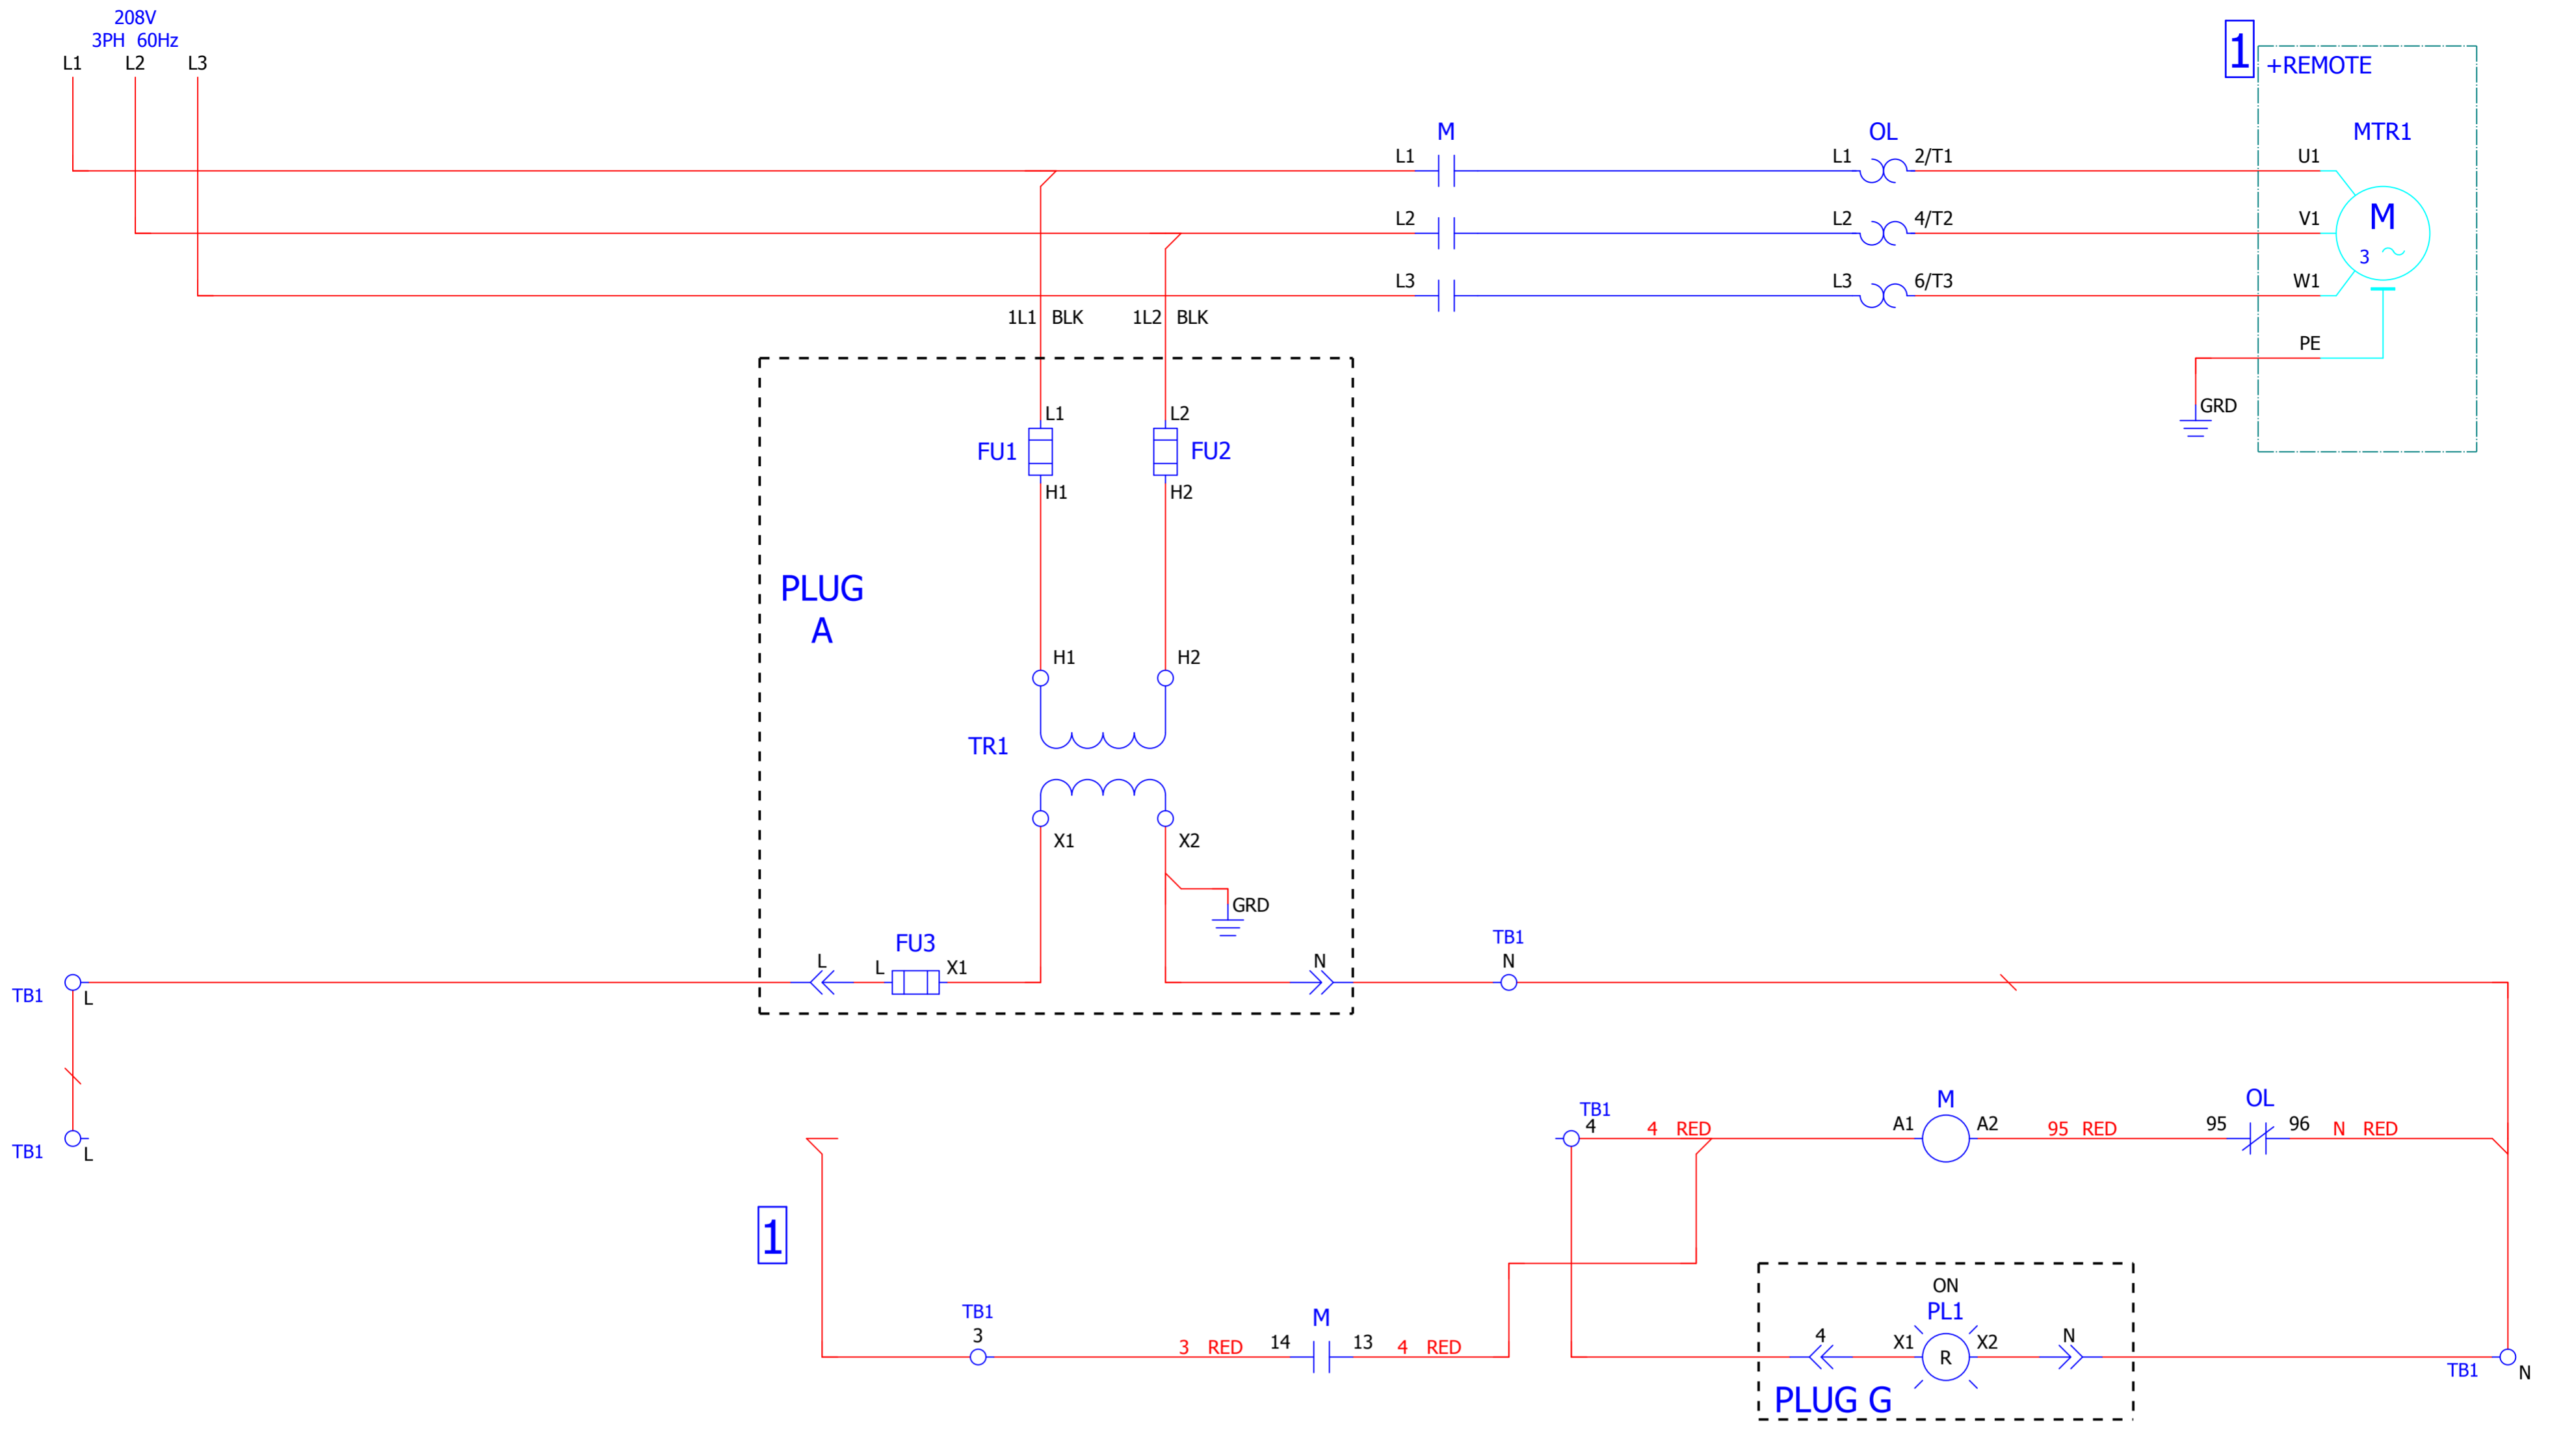 208V
3PH 60Hz
L1 L2 L3
1
+REMOTE
M OL MTR1
L1 L1 2/T1 U1
L2 L2 4/T2 V1
M
3
L3 L3 6/T3 W1
1L1 BLK 1L2 BLK
PE
GRD
L1 L2
FU1 FU2
H1 H2
PLUG
A
H1 H2
TR1
X1 X2
GRD
FU3
TB1
L L X1 N N
TB1 L
TB1 L
TB1
4 4 RED
M
A1 A2
95 RED
OL
95 96
N RED
1
TB1
3
3 RED
M
14 13
4 RED
ON
PL1
4 X1 R X2 N
TB1 N
PLUG G